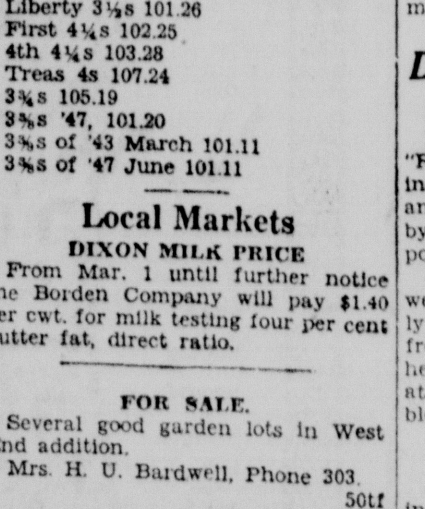 Liberty 3½s 101.26
First 4¼s 102.25
4th 4¼s 103.28
Treas 4s 107.24
3¾s 105.19
3⅜s '47, 101.20
3⅜s of '43 March 101.11
3⅜s of '47 June 101.11
Local Markets
DIXON MILK PRICE
From Mar. 1 until further notice
he Borden Company will pay $1.40
er cwt. for milk testing four per cent
utter fat, direct ratio.
FOR SALE.
Several good garden lots in West
nd addition.
Mrs. H. U. Bardwell, Phone 303.
50tf